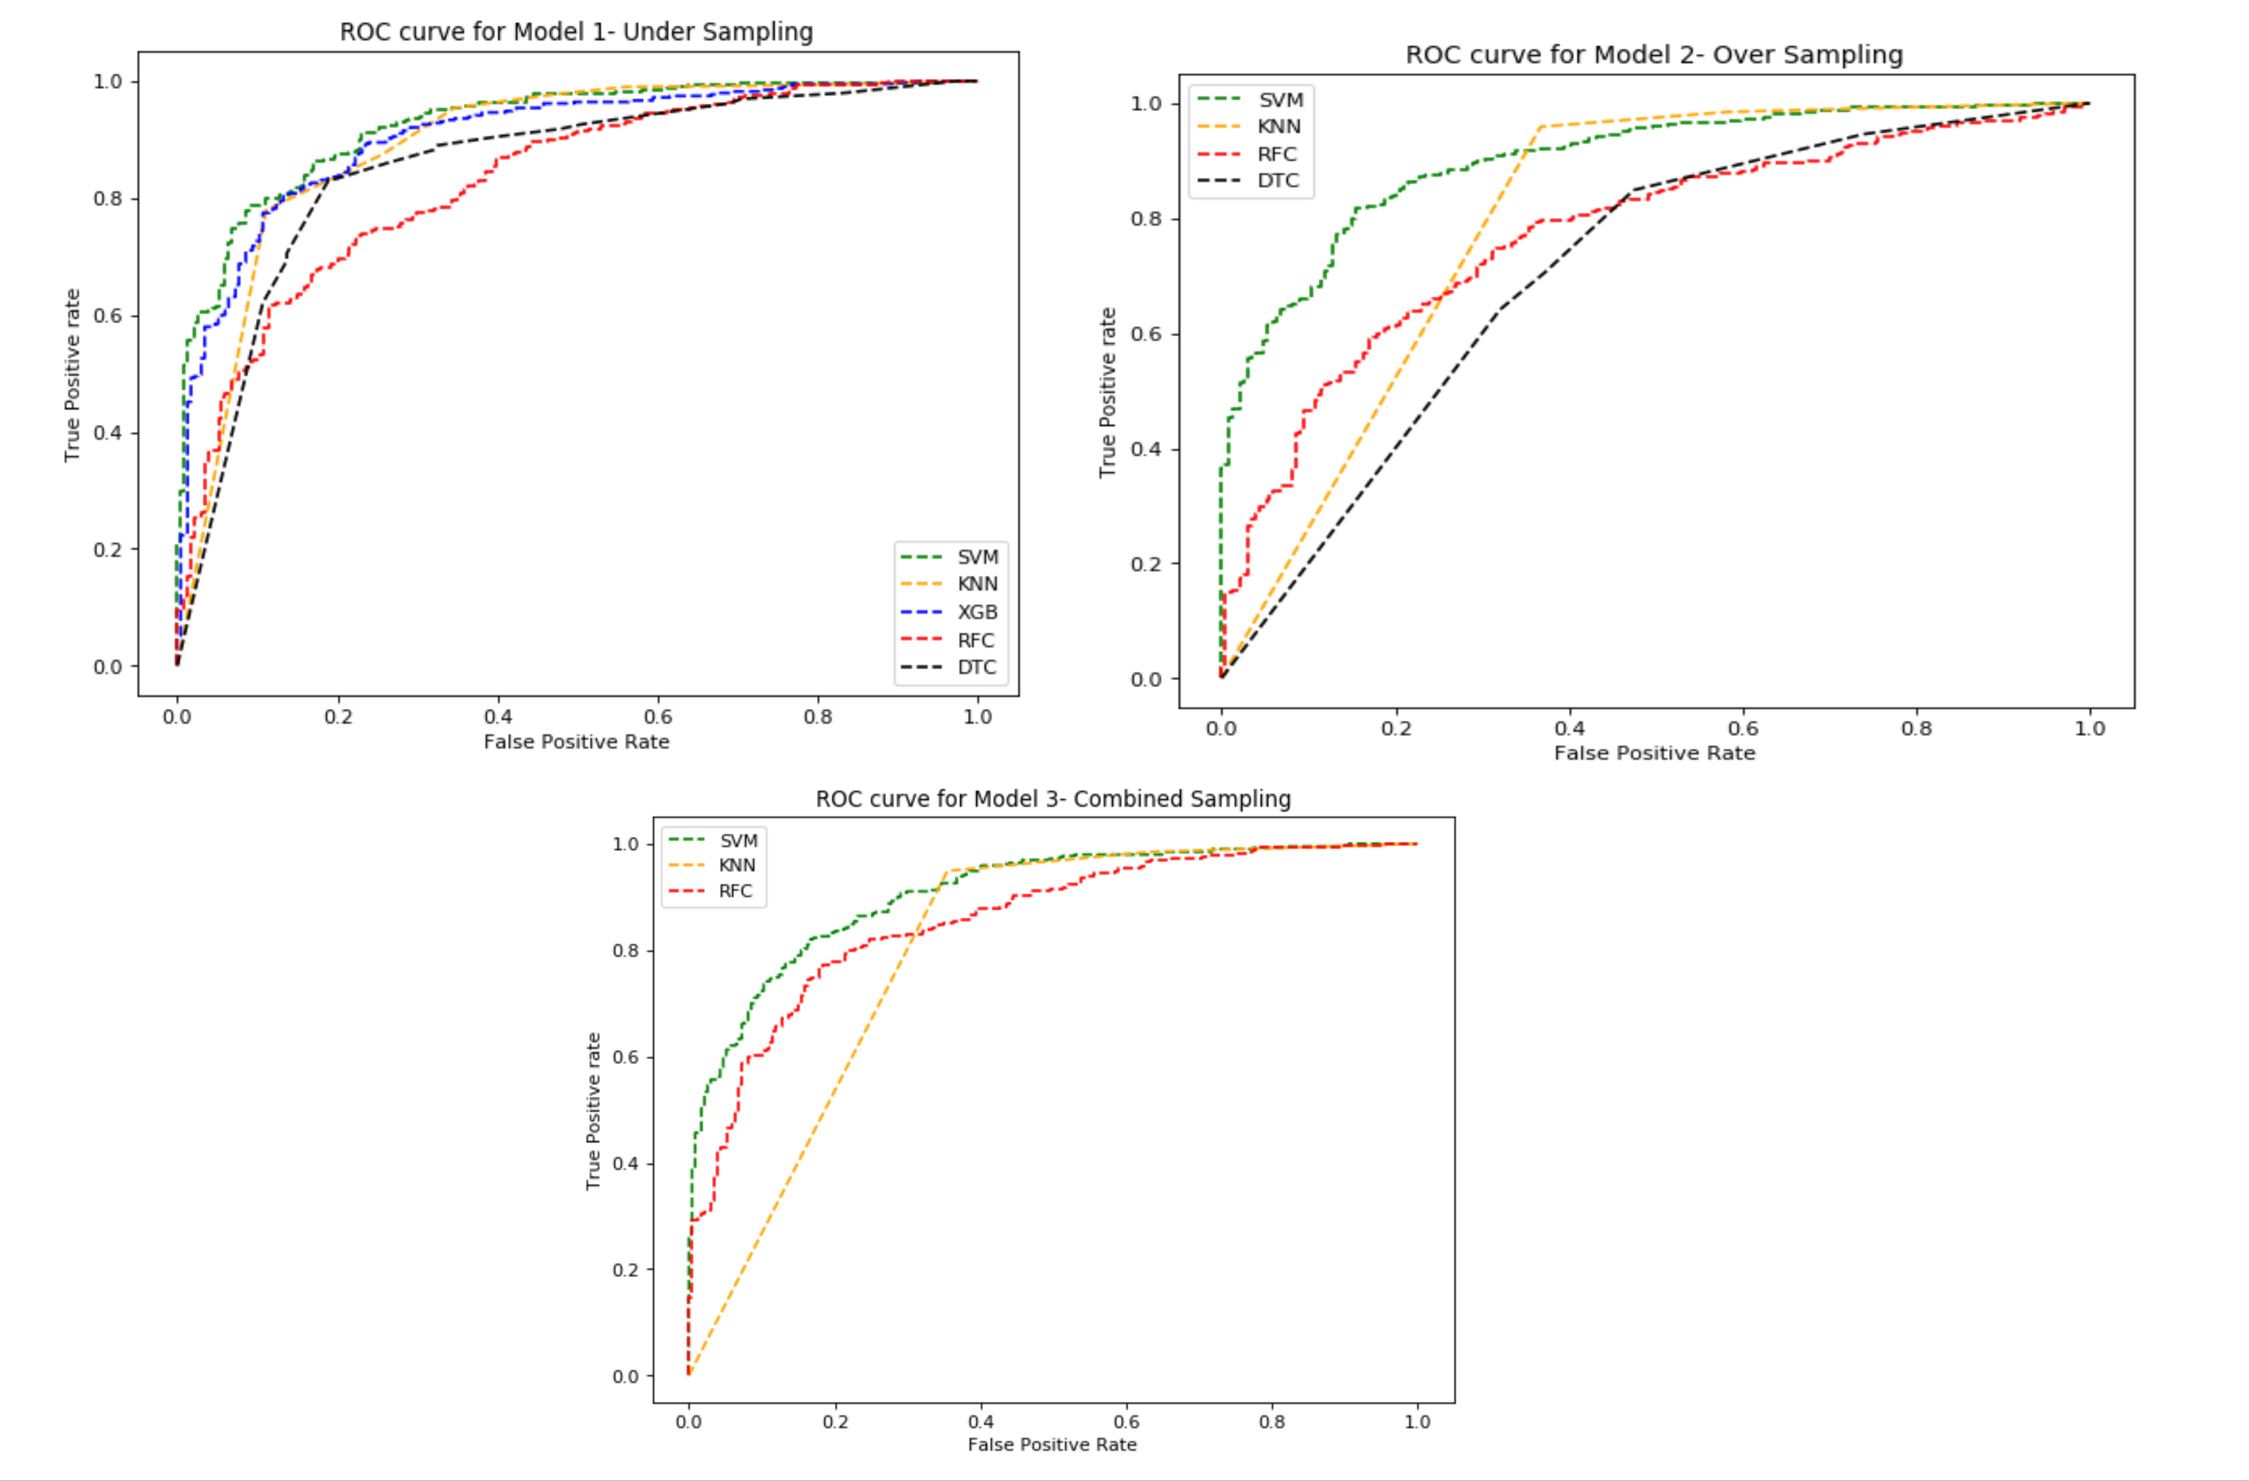 ROC curve for Model 1- Under Sampling
True Positive rate
1.0
0.8
0.6
0.4
0.2
0.0
SVM
KNN
XGB
RFC
DTC
0.0 0.2 0.4 0.6 0.8 1.0
False Positive Rate
ROC curve for Model 2- Over Sampling
SVM
KNN
RFC
DTC
True Positive rate
1.0
0.8
0.6
0.4
0.2
0.0
0.0 0.2 0.4 0.6 0.8 1.0
False Positive Rate
ROC curve for Model 3- Combined Sampling
SVM
KNN
RFC
True Positive rate
1.0
0.8
0.6
0.4
0.2
0.0
0.0 0.2 0.4 0.6 0.8 1.0
False Positive Rate